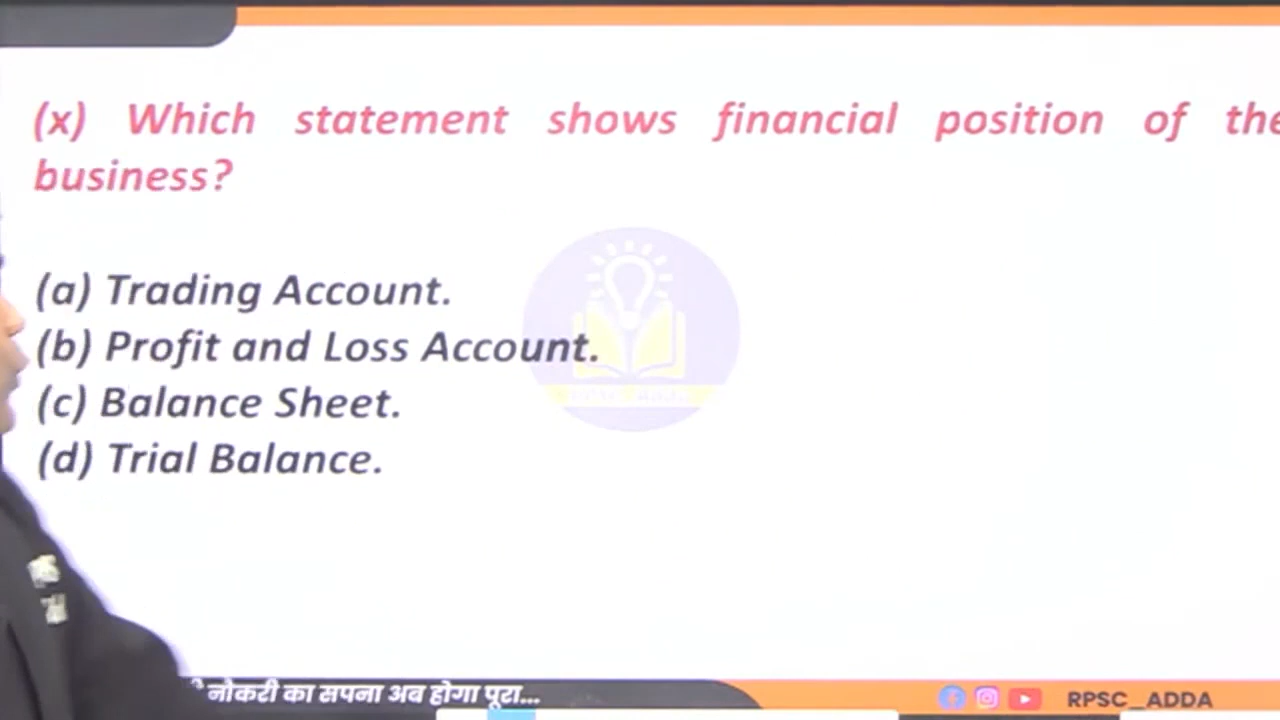 (x) Which statement shows financial position of the
business?
(a) Trading Account.
(b) Profit and Loss Account.
(c) Balance Sheet.
(d) Trial Balance.
नोकरी का सपना अब होगा पूरा...
RPSC_ADDA